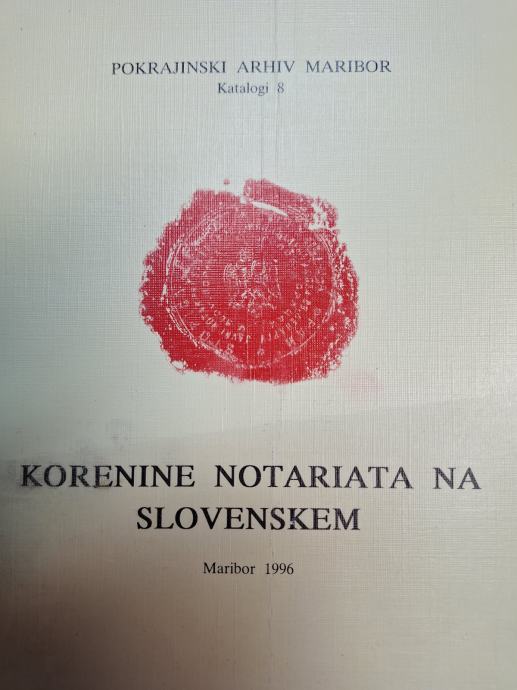 POKRAJINSKI ARHIV MARIBOR
Katalogi 8
KORENINE NOTARIATA NA
SLOVENSKEM
Maribor 1996